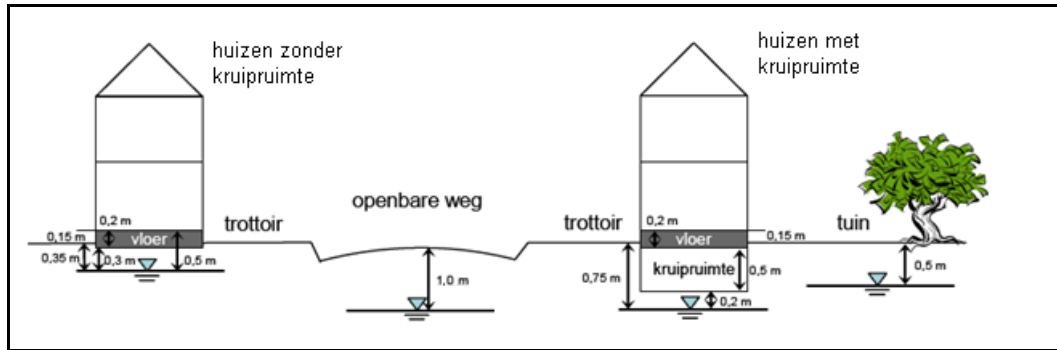 huizen zonder
kruipruimte
huizen met
kruipruimte
openbare weg
trottoir
trottoir
tuin
0,2 m
0,15 m
vloer
0,35 m
0,3 m
0,5 m
1,0 m
0,2 m
vloer
0,15 m
kruipruimte
0,75 m
0,5 m
0,2 m
0,5 m